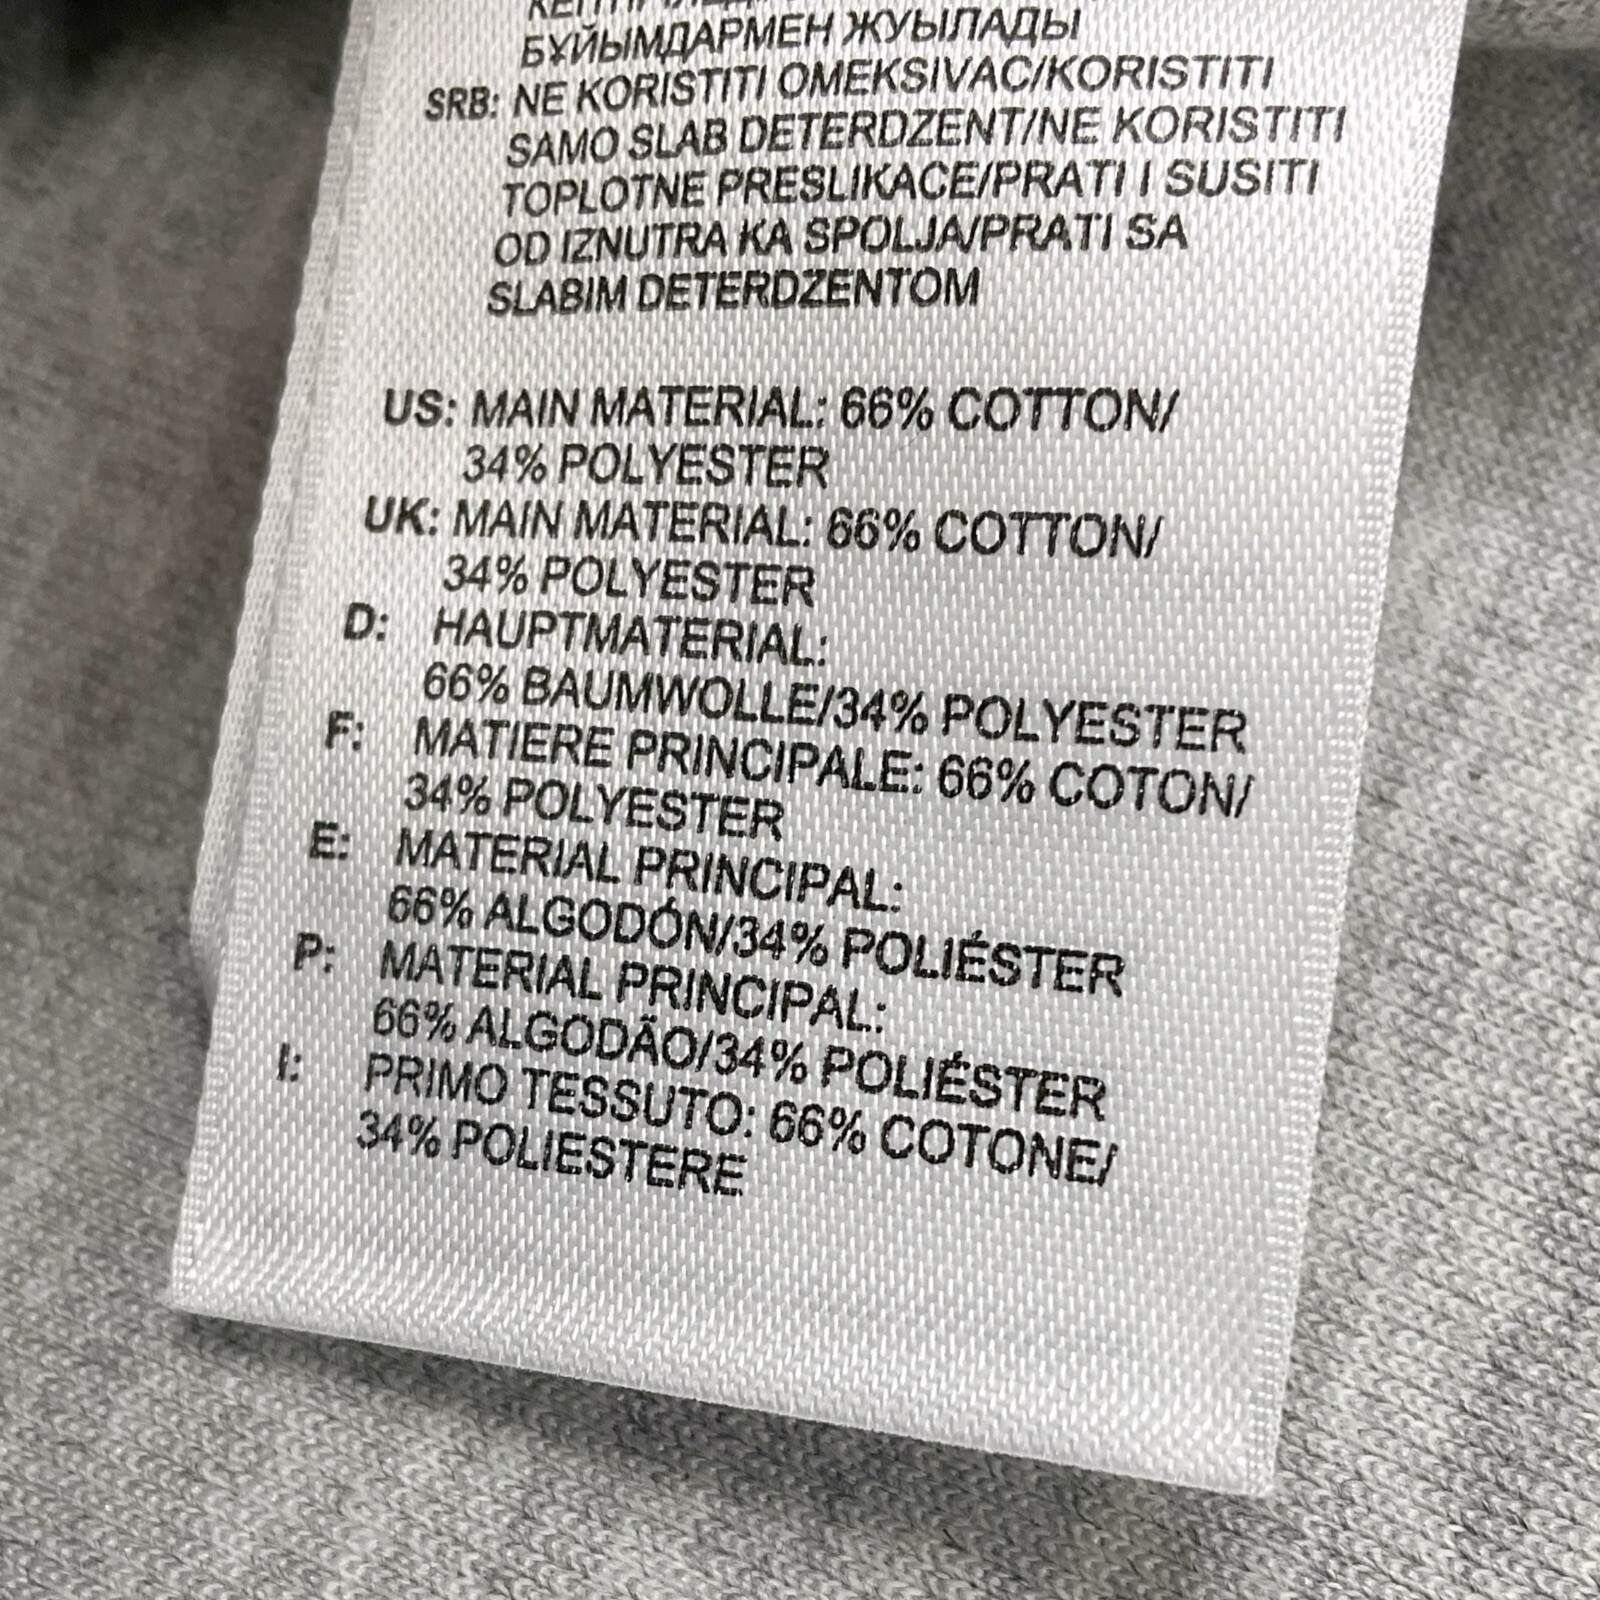 БҰЙЫМДАРМЕН ЖУЫЛАДЫ
SRB: NE KORISTITI OMEKSIVAC/KORISTITI
SAMO SLAB DETERDZENT/NE KORISTITI
TOPLOTNE PRESLIKACE/PRATI I SUSITI
OD IZNUTRA KA SPOLJA/PRATI SA
SLABIM DETERDZENTOM
US: MAIN MATERIAL: 66% COTTON/
34% POLYESTER
UK: MAIN MATERIAL: 66% COTTON/
34% POLYESTER
D: HAUPTMATERIAL:
66% BAUMWOLLE/34% POLYESTER
F: MATIERE PRINCIPALE: 66% COTON/
34% POLYESTER
E: MATERIAL PRINCIPAL:
66% ALGODÓN/34% POLIÉSTER
P: MATERIAL PRINCIPAL:
66% ALGODÃO/34% POLIÉSTER
I: PRIMO TESSUTO: 66% COTONE/
34% POLIESTERE